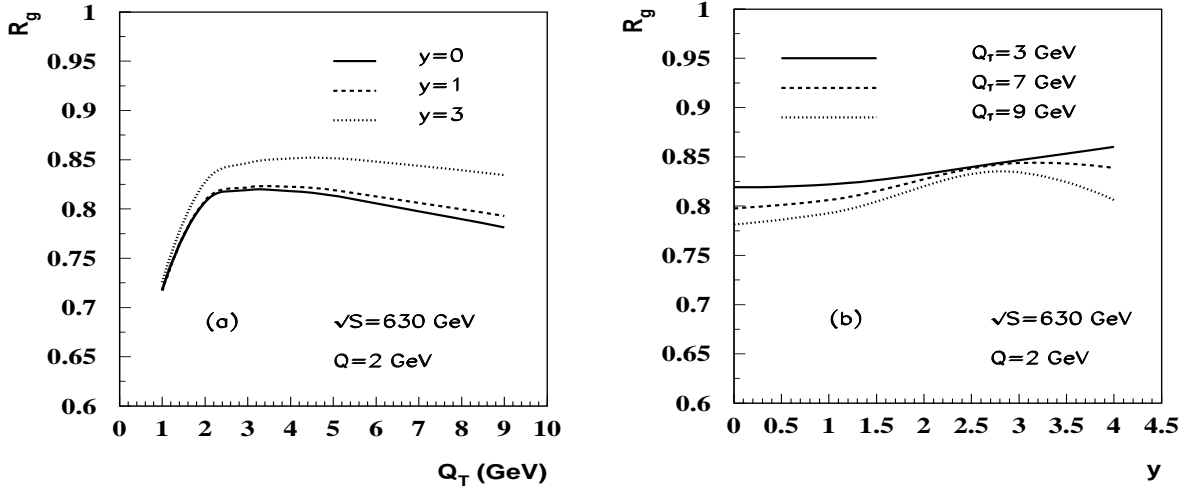 R_g
1
0.95
0.9
0.85
0.8
0.75
0.7
0.65
0.6
y=0
y=1
y=3
(a)
√S=630 GeV
Q=2 GeV
0 1 2 3 4 5 6 7 8 9 10
Q_T (GeV)
R_g
1
0.95
0.9
0.85
0.8
0.75
0.7
0.65
0.6
Q_T=3 GeV
Q_T=7 GeV
Q_T=9 GeV
(b)
√S=630 GeV
Q=2 GeV
0 0.5 1 1.5 2 2.5 3 3.5 4 4.5
y